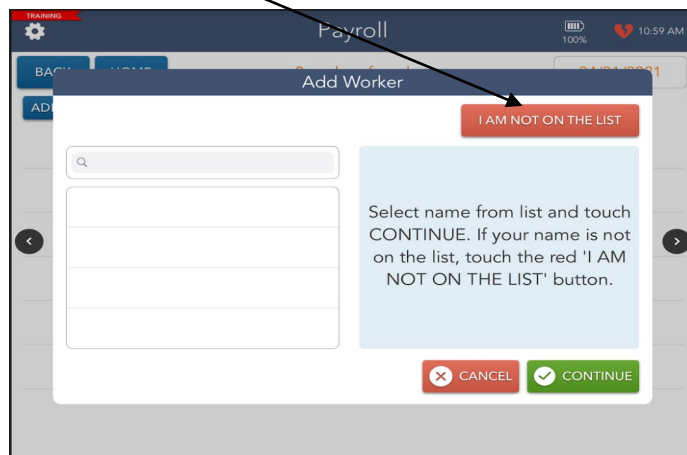 TRAINING
Payroll
100%
10:59 AM
Add Worker
I AM NOT ON THE LIST
Select name from list and touch
CONTINUE. If your name is not
on the list, touch the red 'I AM
NOT ON THE LIST' button.
CANCEL
CONTINUE